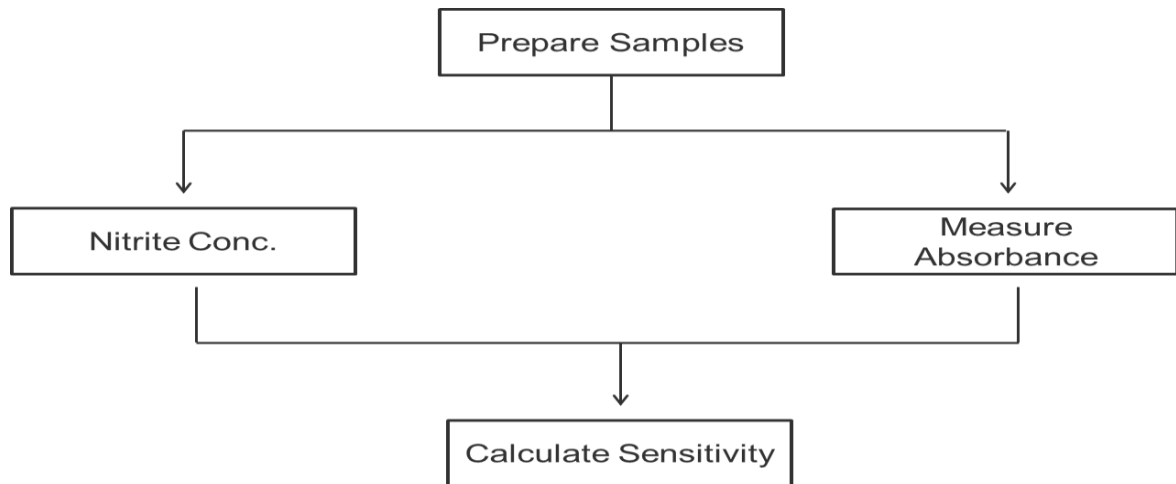 Prepare Samples
Nitrite Conc.
Measure
Absorbance
Calculate Sensitivity